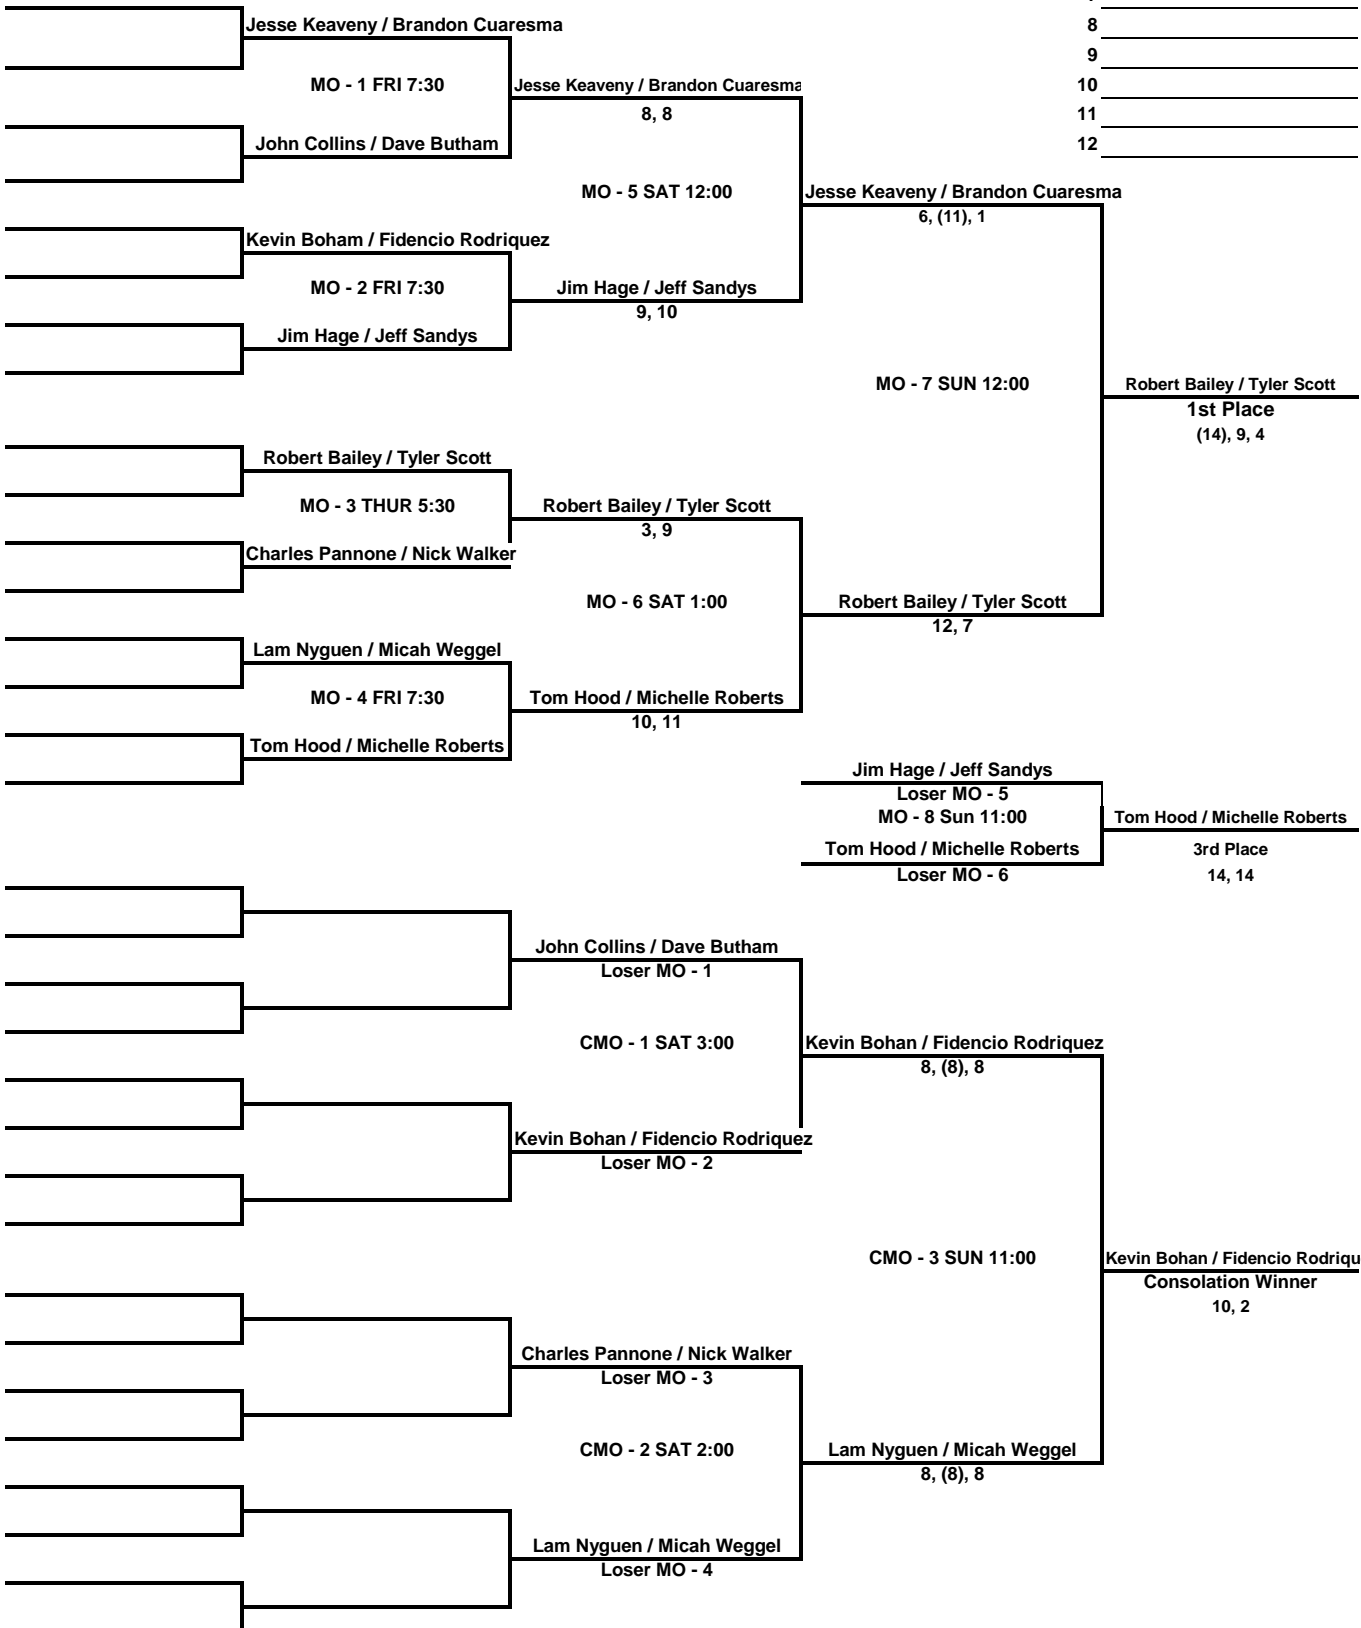 Jesse Keaveny / Brandon Cuaresma
8
9
MO - 1 FRI 7:30
Jesse Keaveny / Brandon Cuaresma
10
8, 8
11
John Collins / Dave Butham
12
MO - 5 SAT 12:00
Jesse Keaveny / Brandon Cuaresma
6, (11), 1
Kevin Boham / Fidencio Rodriquez
MO - 2 FRI 7:30
Jim Hage / Jeff Sandys
9, 10
Jim Hage / Jeff Sandys
MO - 7 SUN 12:00
Robert Bailey / Tyler Scott
1st Place
(14), 9, 4
Robert Bailey / Tyler Scott
MO - 3 THUR 5:30
Robert Bailey / Tyler Scott
3, 9
Charles Pannone / Nick Walker
MO - 6 SAT 1:00
Robert Bailey / Tyler Scott
12, 7
Lam Nyguen / Micah Weggel
MO - 4 FRI 7:30
Tom Hood / Michelle Roberts
10, 11
Tom Hood / Michelle Roberts
Jim Hage / Jeff Sandys
Loser MO - 5
MO - 8 Sun 11:00
Tom Hood / Michelle Roberts
Tom Hood / Michelle Roberts
3rd Place
Loser MO - 6
14, 14
John Collins / Dave Butham
Loser MO - 1
CMO - 1 SAT 3:00
Kevin Bohan / Fidencio Rodriquez
8, (8), 8
Kevin Bohan / Fidencio Rodriquez
Loser MO - 2
CMO - 3 SUN 11:00
Kevin Bohan / Fidencio Rodriqu
Consolation Winner
10, 2
Charles Pannone / Nick Walker
Loser MO - 3
CMO - 2 SAT 2:00
Lam Nyguen / Micah Weggel
8, (8), 8
Lam Nyguen / Micah Weggel
Loser MO - 4